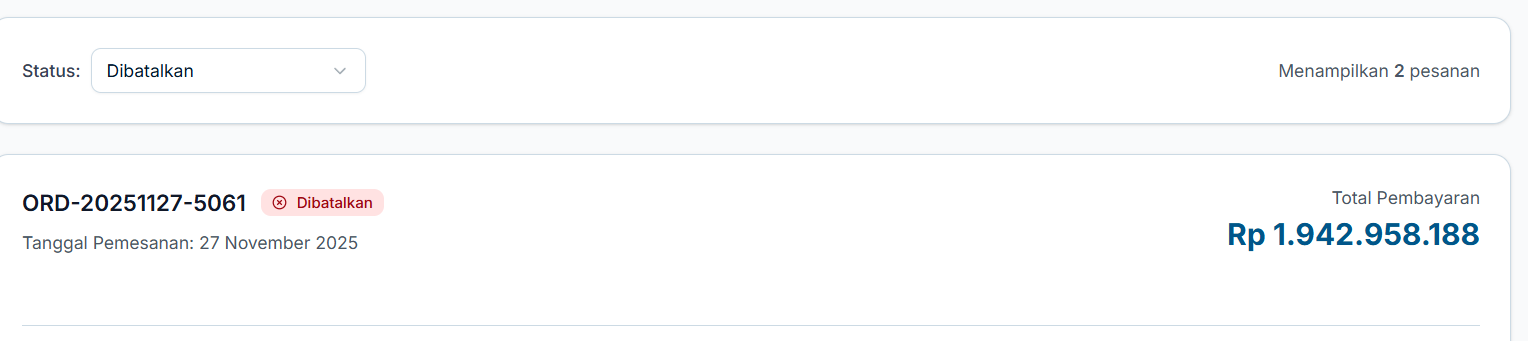 Status: Dibatalkan Menampilkan 2 pesanan
ORD-20251127-5061 Dibatalkan
Total Pembayaran
Tanggal Pemesanan: 27 November 2025
Rp 1.942.958.188